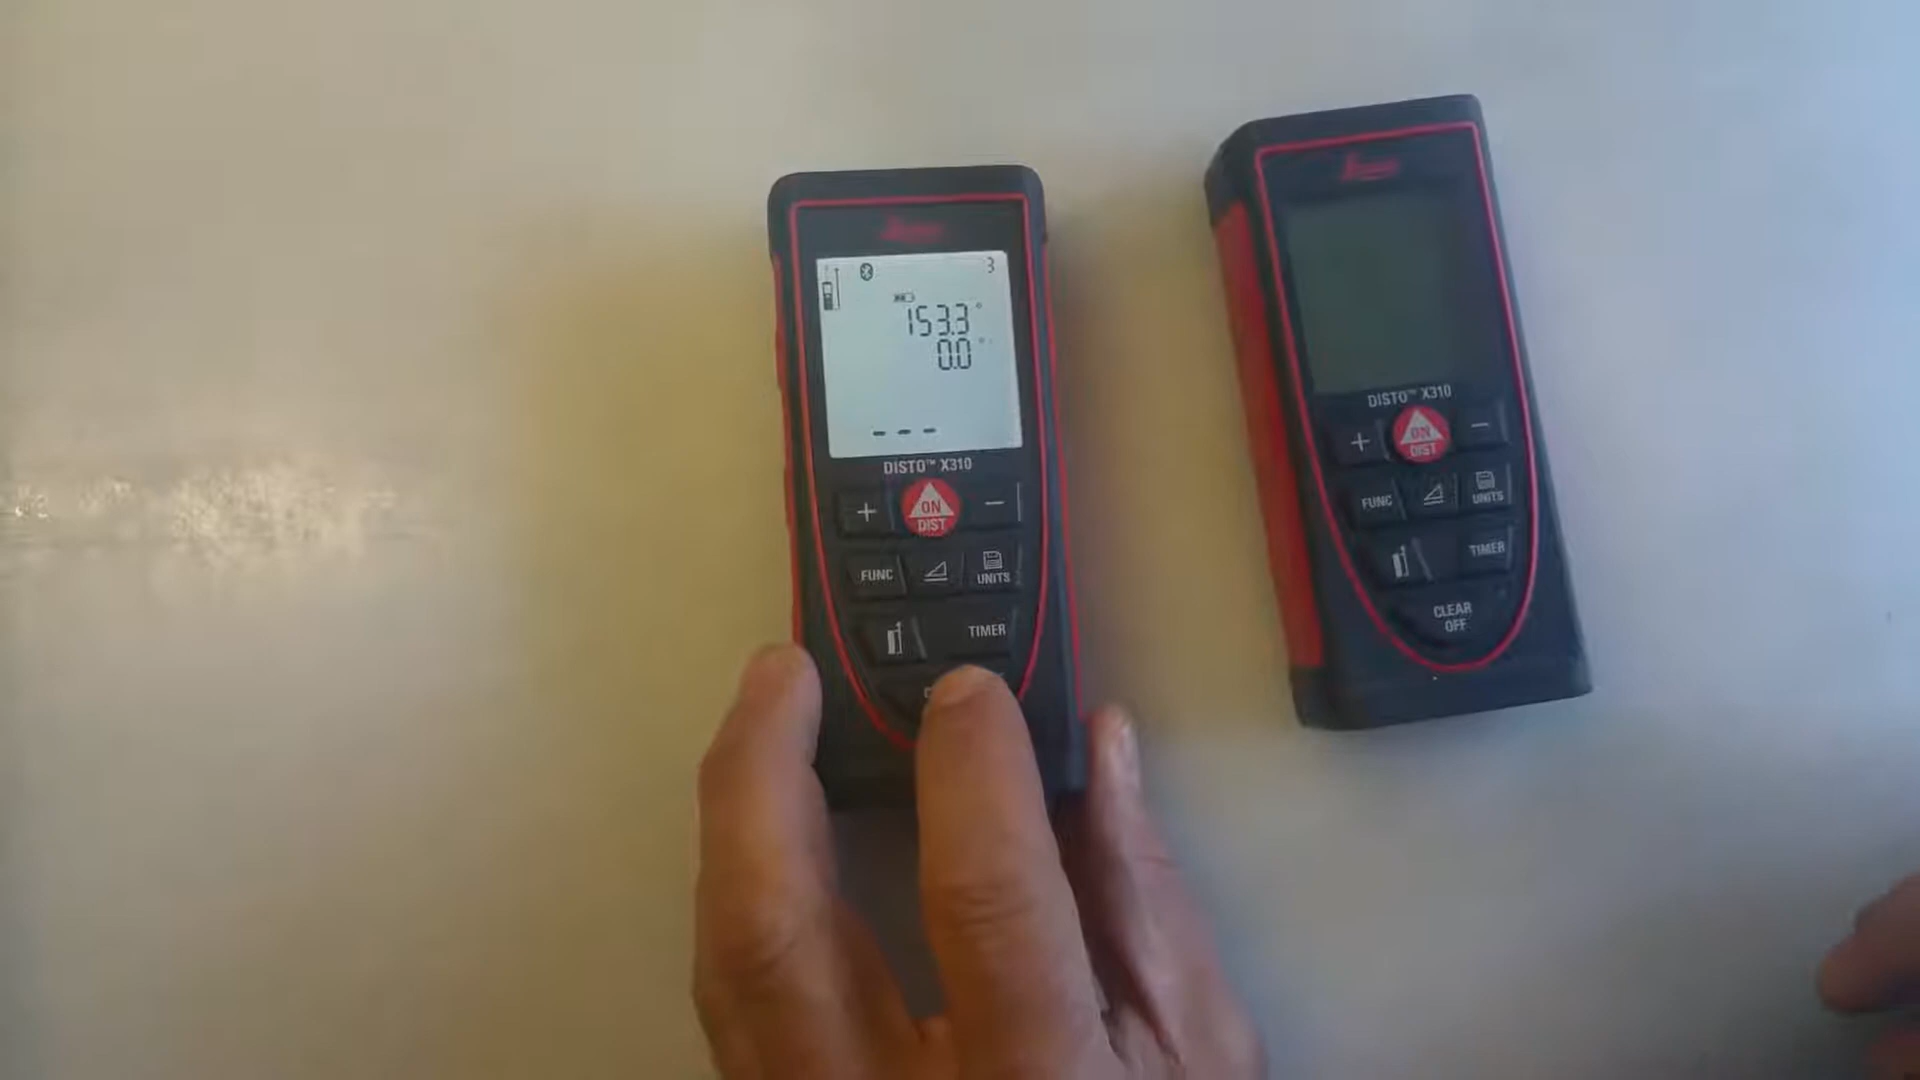 3
153.3°
0.0°
- - -
DISTO™ X310
+
ON
DIST
−
FUNC
UNITS
TIMER
DISTO™ X310
+
ON
DIST
−
FUNC
UNITS
TIMER
CLEAR
OFF